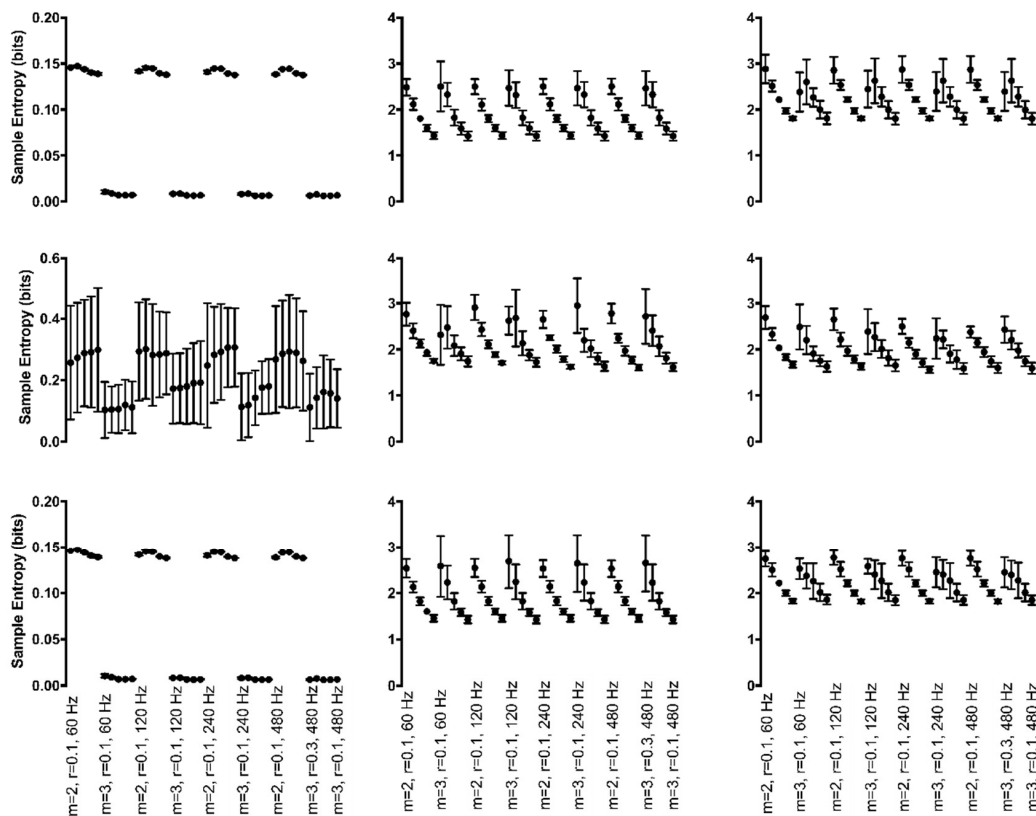 0.20
0.15
0.10
0.05
0.00
Sample Entropy (bits)
4
3
2
1
0
4
3
2
1
0
0.6
0.4
0.2
0.0
Sample Entropy (bits)
4
3
2
1
0
4
3
2
1
0
0.20
0.15
0.10
0.05
0.00
Sample Entropy (bits)
4
3
2
1
0
4
3
2
1
0
m=2, r=0.1, 60 Hz
m=3, r=0.1, 60 Hz
m=2, r=0.1, 120 Hz
m=3, r=0.1, 120 Hz
m=2, r=0.1, 240 Hz
m=3, r=0.1, 240 Hz
m=2, r=0.1, 480 Hz
m=3, r=0.3, 480 Hz
m=3, r=0.1, 480 Hz
m=2, r=0.1, 60 Hz
m=3, r=0.1, 60 Hz
m=2, r=0.1, 120 Hz
m=3, r=0.1, 120 Hz
m=2, r=0.1, 240 Hz
m=3, r=0.1, 240 Hz
m=2, r=0.1, 480 Hz
m=3, r=0.3, 480 Hz
m=3, r=0.1, 480 Hz
m=2, r=0.1, 60 Hz
m=3, r=0.1, 60 Hz
m=2, r=0.1, 120 Hz
m=3, r=0.1, 120 Hz
m=2, r=0.1, 240 Hz
m=3, r=0.1, 240 Hz
m=2, r=0.1, 480 Hz
m=3, r=0.3, 480 Hz
m=3, r=0.1, 480 Hz